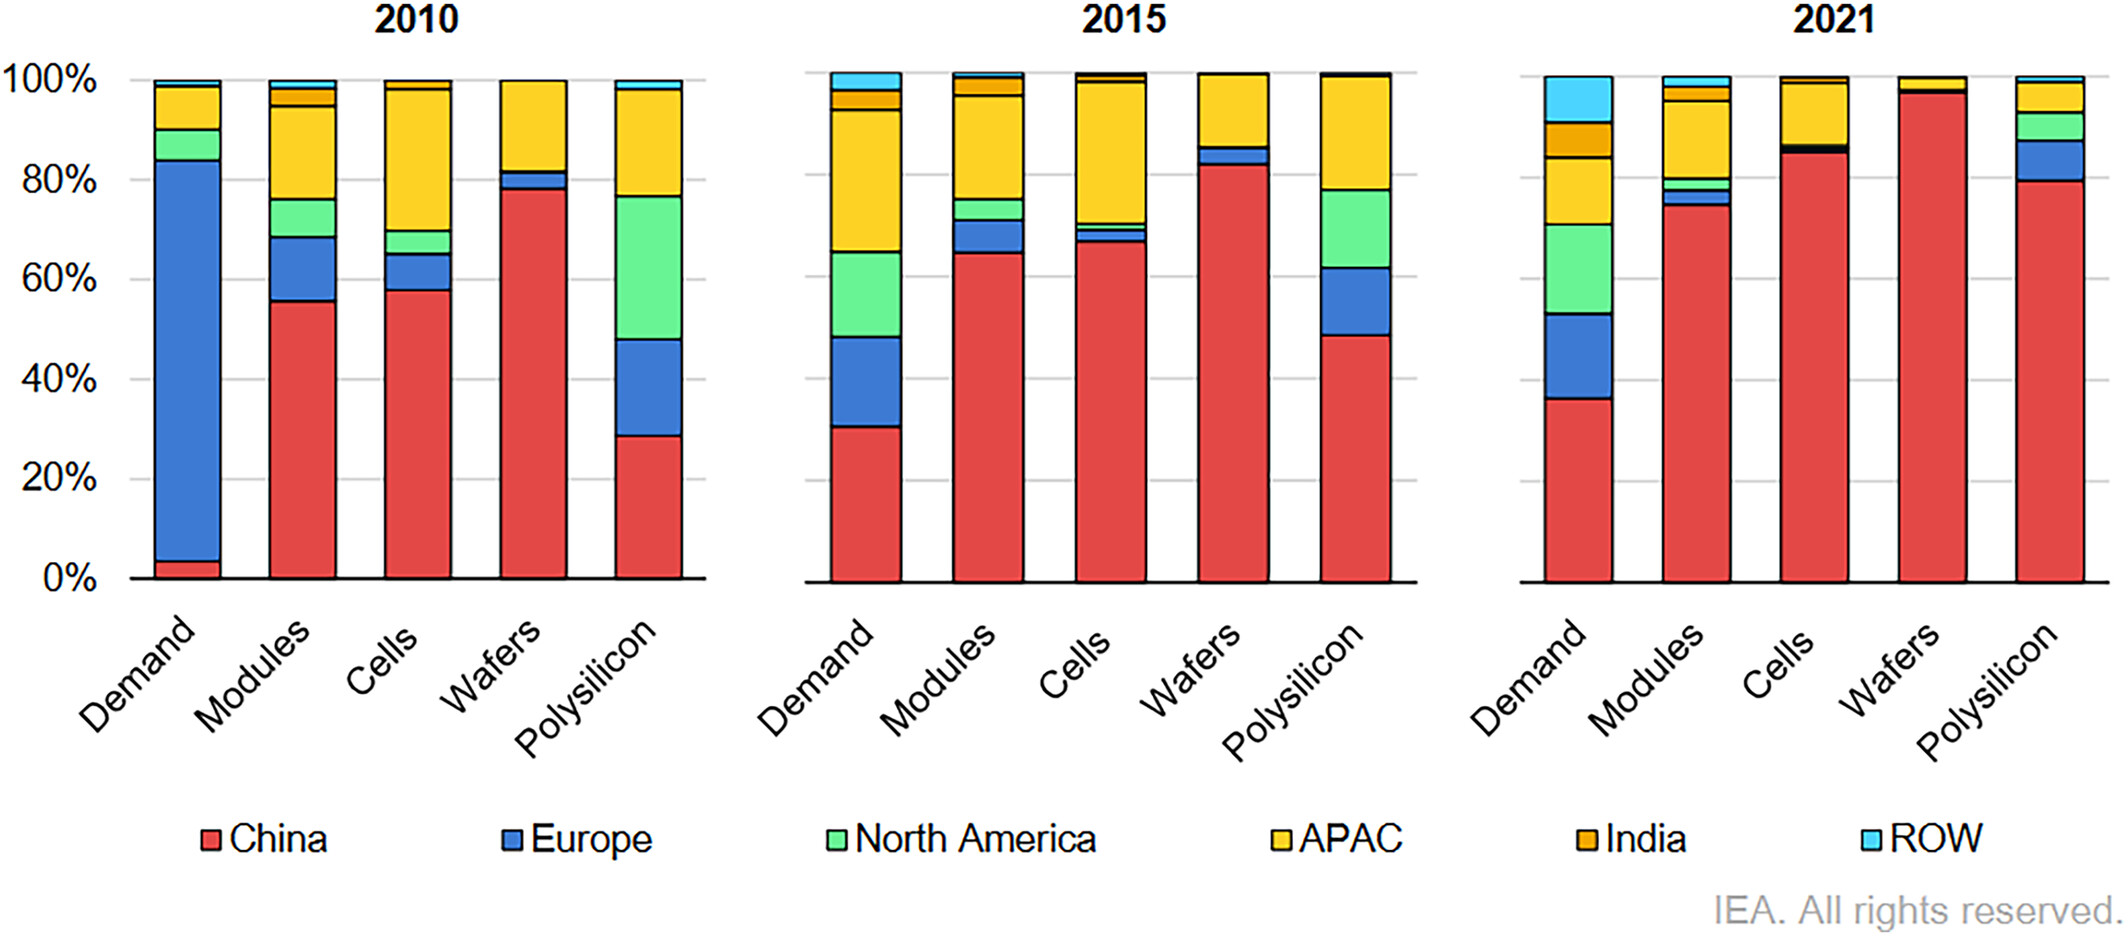 2010 2015 2021
100%
80%
60%
40%
20%
0%
Demand Modules Cells Wafers Polysilicon Demand Modules Cells Wafers Polysilicon Demand Modules Cells Wafers Polysilicon
China Europe North America APAC India ROW
IEA. All rights reserved.